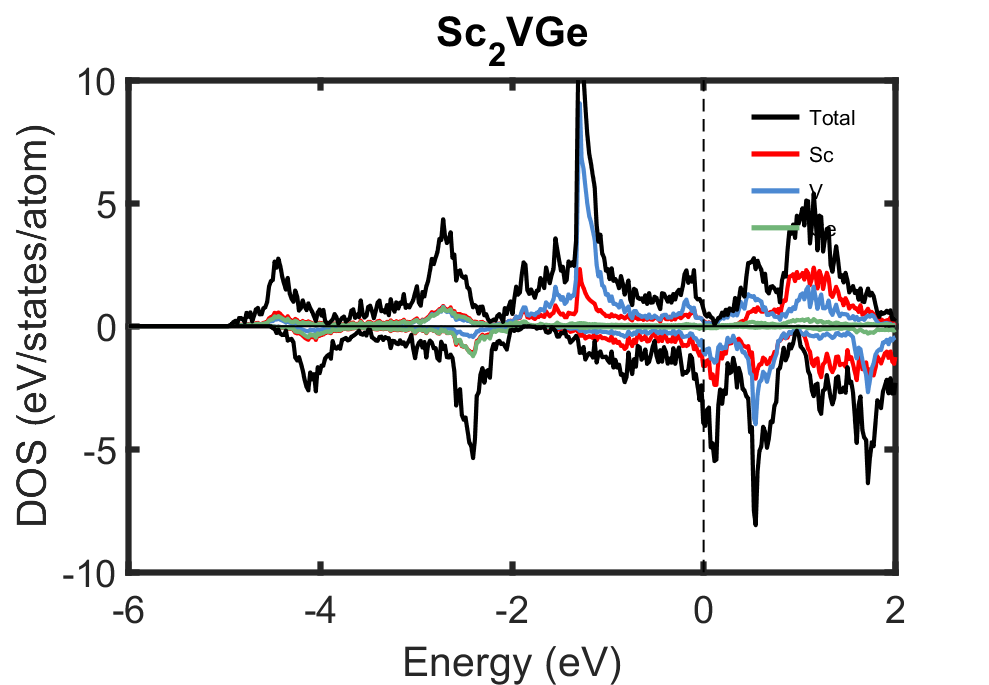 Sc2VGe
10
5
0
-5
-10
-6 -4 -2 0 2
DOS (eV/states/atom)
Energy (eV)
Total
Sc
V
Ge